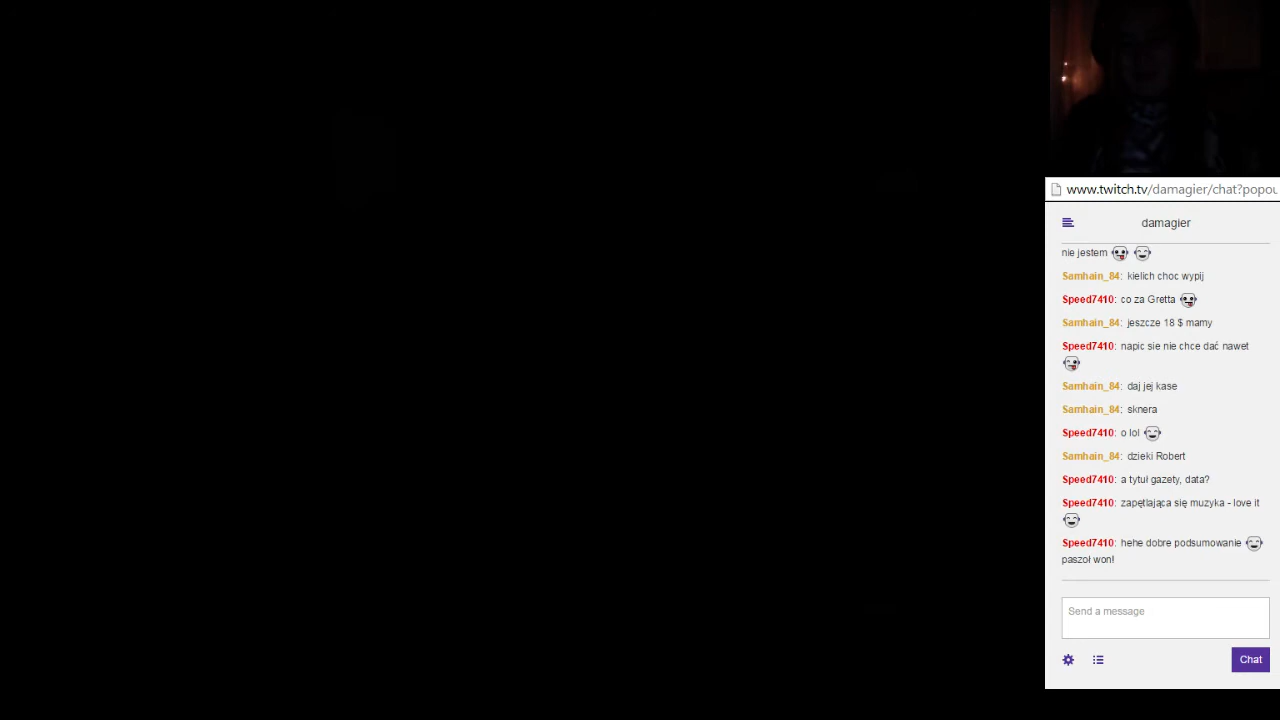 www.twitch.tv/damagier/chat?popou
damagier
nie jestem
Samhain_84: kielich choc wypij
Speed7410: co za Gretta
Samhain_84: jeszcze 18 $ mamy
Speed7410: napic sie nie chce dać nawet
Samhain_84: daj jej kase
Samhain_84: sknera
Speed7410: o lol
Samhain_84: dzieki Robert
Speed7410: a tytuł gazety, data?
Speed7410: zapętlająca się muzyka - love it
Speed7410: hehe dobre podsumowanie
paszoł won!
Send a message
Chat